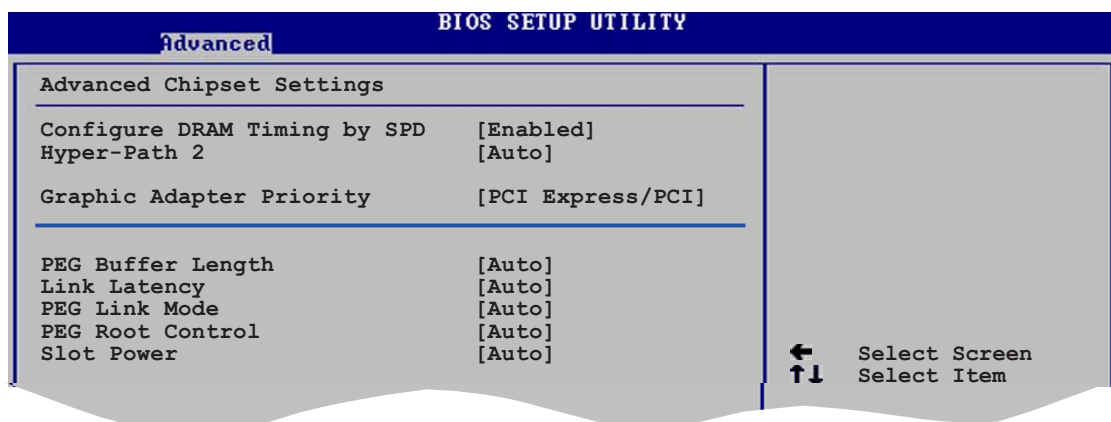 BIOS SETUP UTILITY
Advanced
Advanced Chipset Settings
Configure DRAM Timing by SPD [Enabled]
Hyper-Path 2 [Auto]
Graphic Adapter Priority [PCI Express/PCI]
PEG Buffer Length [Auto]
Link Latency [Auto]
PEG Link Mode [Auto]
PEG Root Control [Auto]
Slot Power [Auto]
← Select Screen
↑↓ Select Item